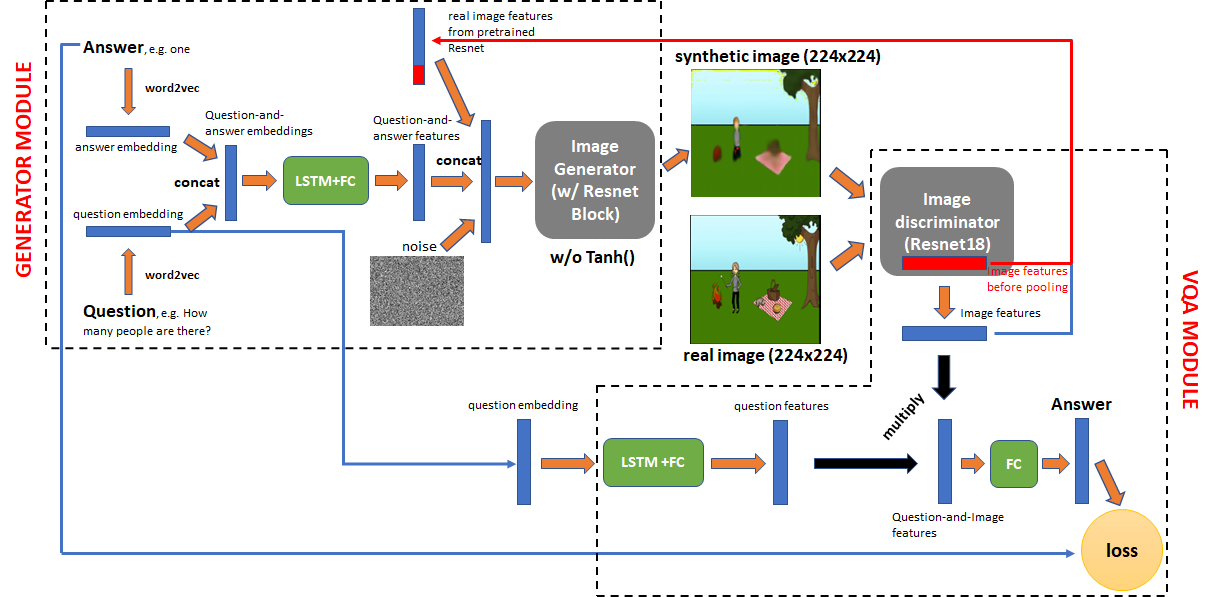 GENERATOR MODULE
Answer, e.g. one
word2vec
answer embedding
concat
question embedding
word2vec
Question, e.g. How
many people are there?
Question-and-
answer embeddings
LSTM+FC
real image features
from pretrained
Resnet
Question-and-
answer features
concat
noise
Image
Generator
(w/ Resnet
Block)
w/o Tanh()
synthetic image (224x224)
real image (224x224)
Image
discriminator
(Resnet18)
Image features
before pooling
Image features
VQA MODULE
question embedding
LSTM +FC
question features
multiply
Question-and-Image
features
FC
Answer
loss